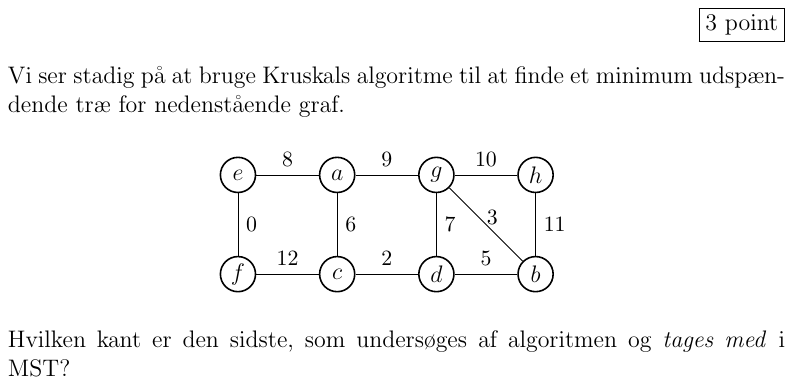 3 point
Vi ser stadig på at bruge Kruskals algoritme til at finde et minimum udspæn-
dende træ for nedenstående graf.
8 9 10
e a g h
0 6 7 3 11
12 2 5
f c d b
Hvilken kant er den sidste, som undersøges af algoritmen og tages med i
MST?